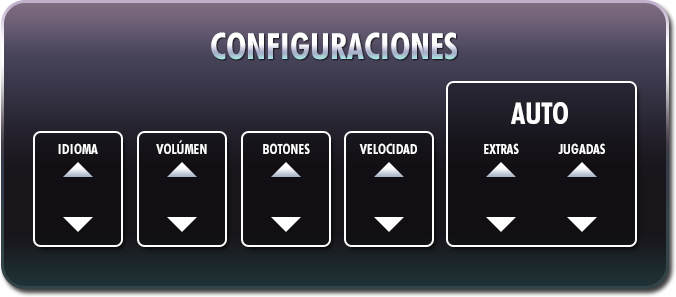 CONFIGURACIONES
AUTO
IDIOMA
VOLÚMEN
BOTONES
VELOCIDAD
EXTRAS
JUGADAS